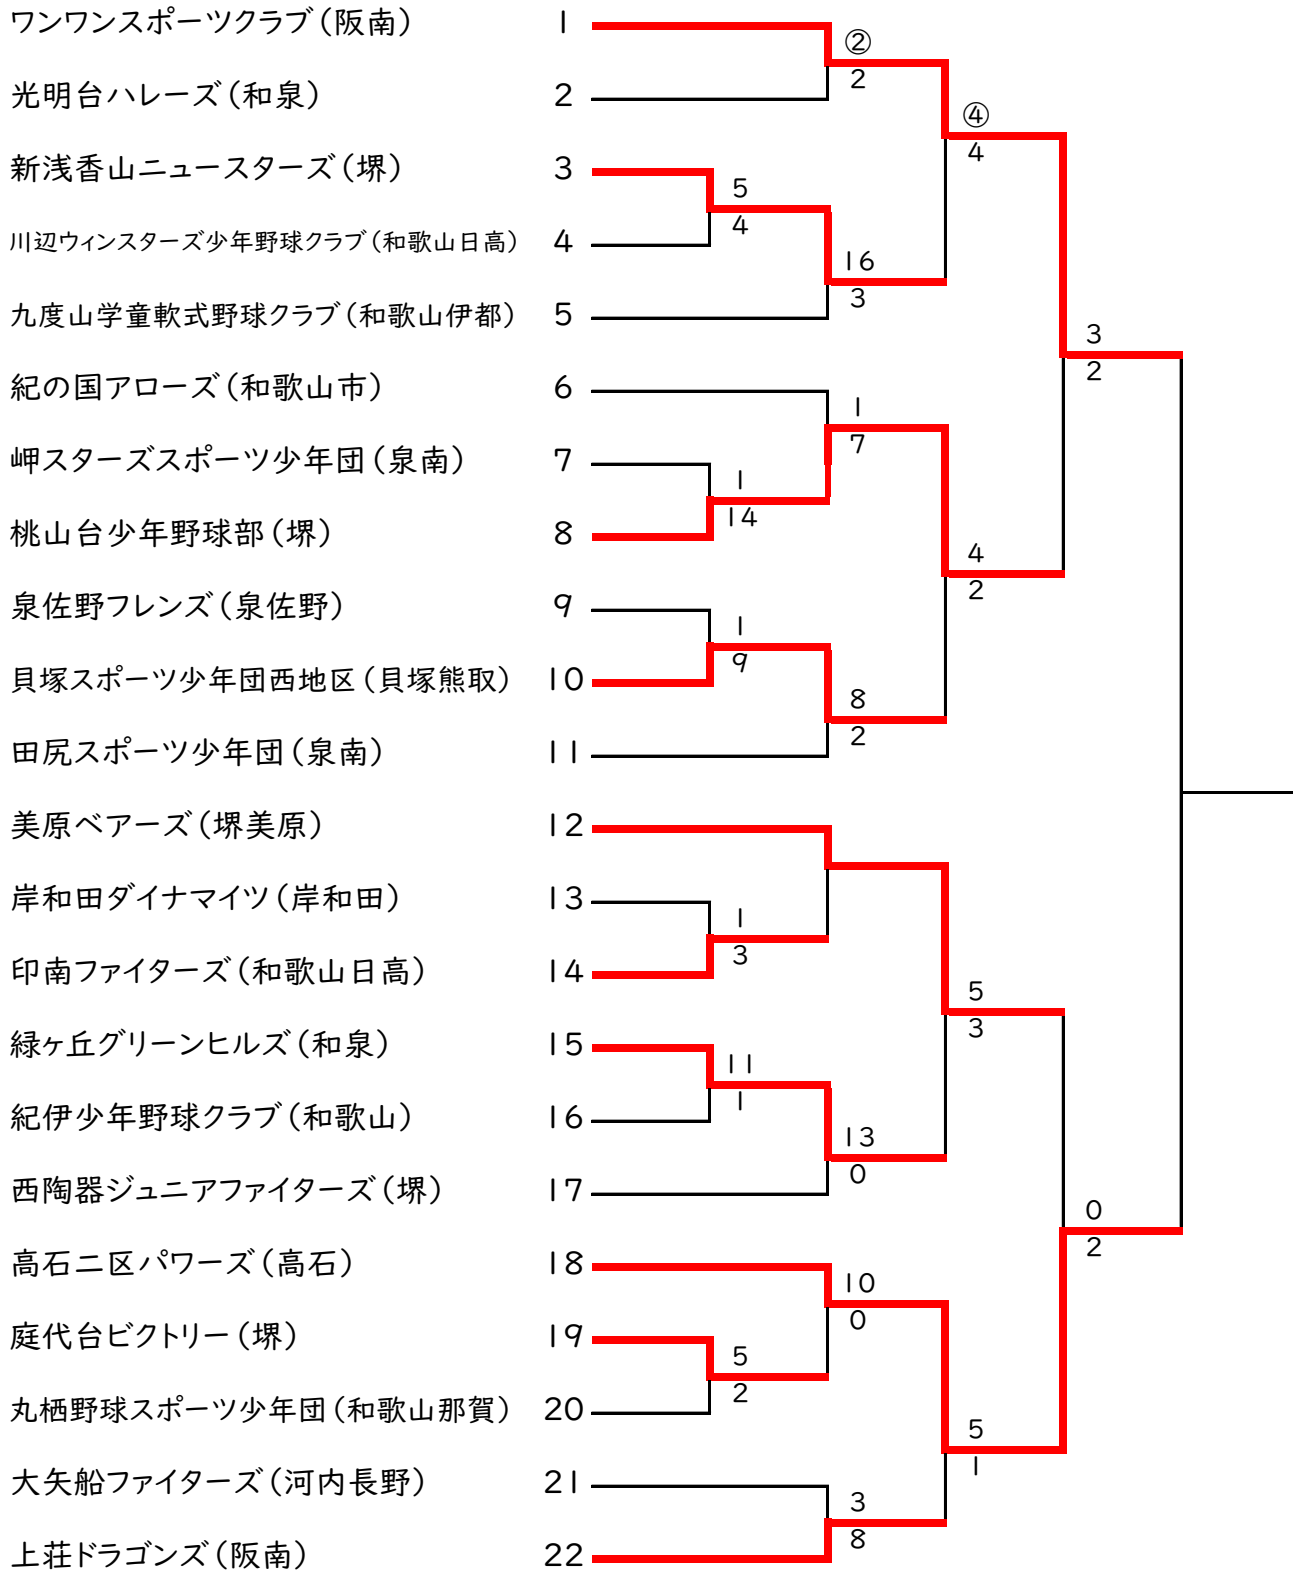 ワンワンスポーツクラブ（阪南） 1
②
2
光明台ハレーズ（和泉） 2
④
4
新浅香山ニュースターズ（堺） 3
5
4
川辺ウィンスターズ少年野球クラブ（和歌山日高） 4
16
3
九度山学童軟式野球クラブ（和歌山伊都） 5
3
2
紀の国アローズ（和歌山市） 6
1
7
岬スターズスポーツ少年団（泉南） 7
1
14
桃山台少年野球部（堺） 8
4
2
泉佐野フレンズ（泉佐野） 9
1
9
貝塚スポーツ少年団西地区（貝塚熊取） 10
8
2
田尻スポーツ少年団（泉南） 11
美原ベアーズ（堺美原） 12
岸和田ダイナマイツ（岸和田） 13
1
3
印南ファイターズ（和歌山日高） 14
5
3
緑ヶ丘グリーンヒルズ（和泉） 15
11
1
紀伊少年野球クラブ（和歌山） 16
13
0
西陶器ジュニアファイターズ（堺） 17
0
2
高石二区パワーズ（高石） 18
10
0
庭代台ビクトリー（堺） 19
5
2
丸栖野球スポーツ少年団（和歌山那賀） 20
5
1
大矢船ファイターズ（河内長野） 21
3
8
上荘ドラゴンズ（阪南） 22